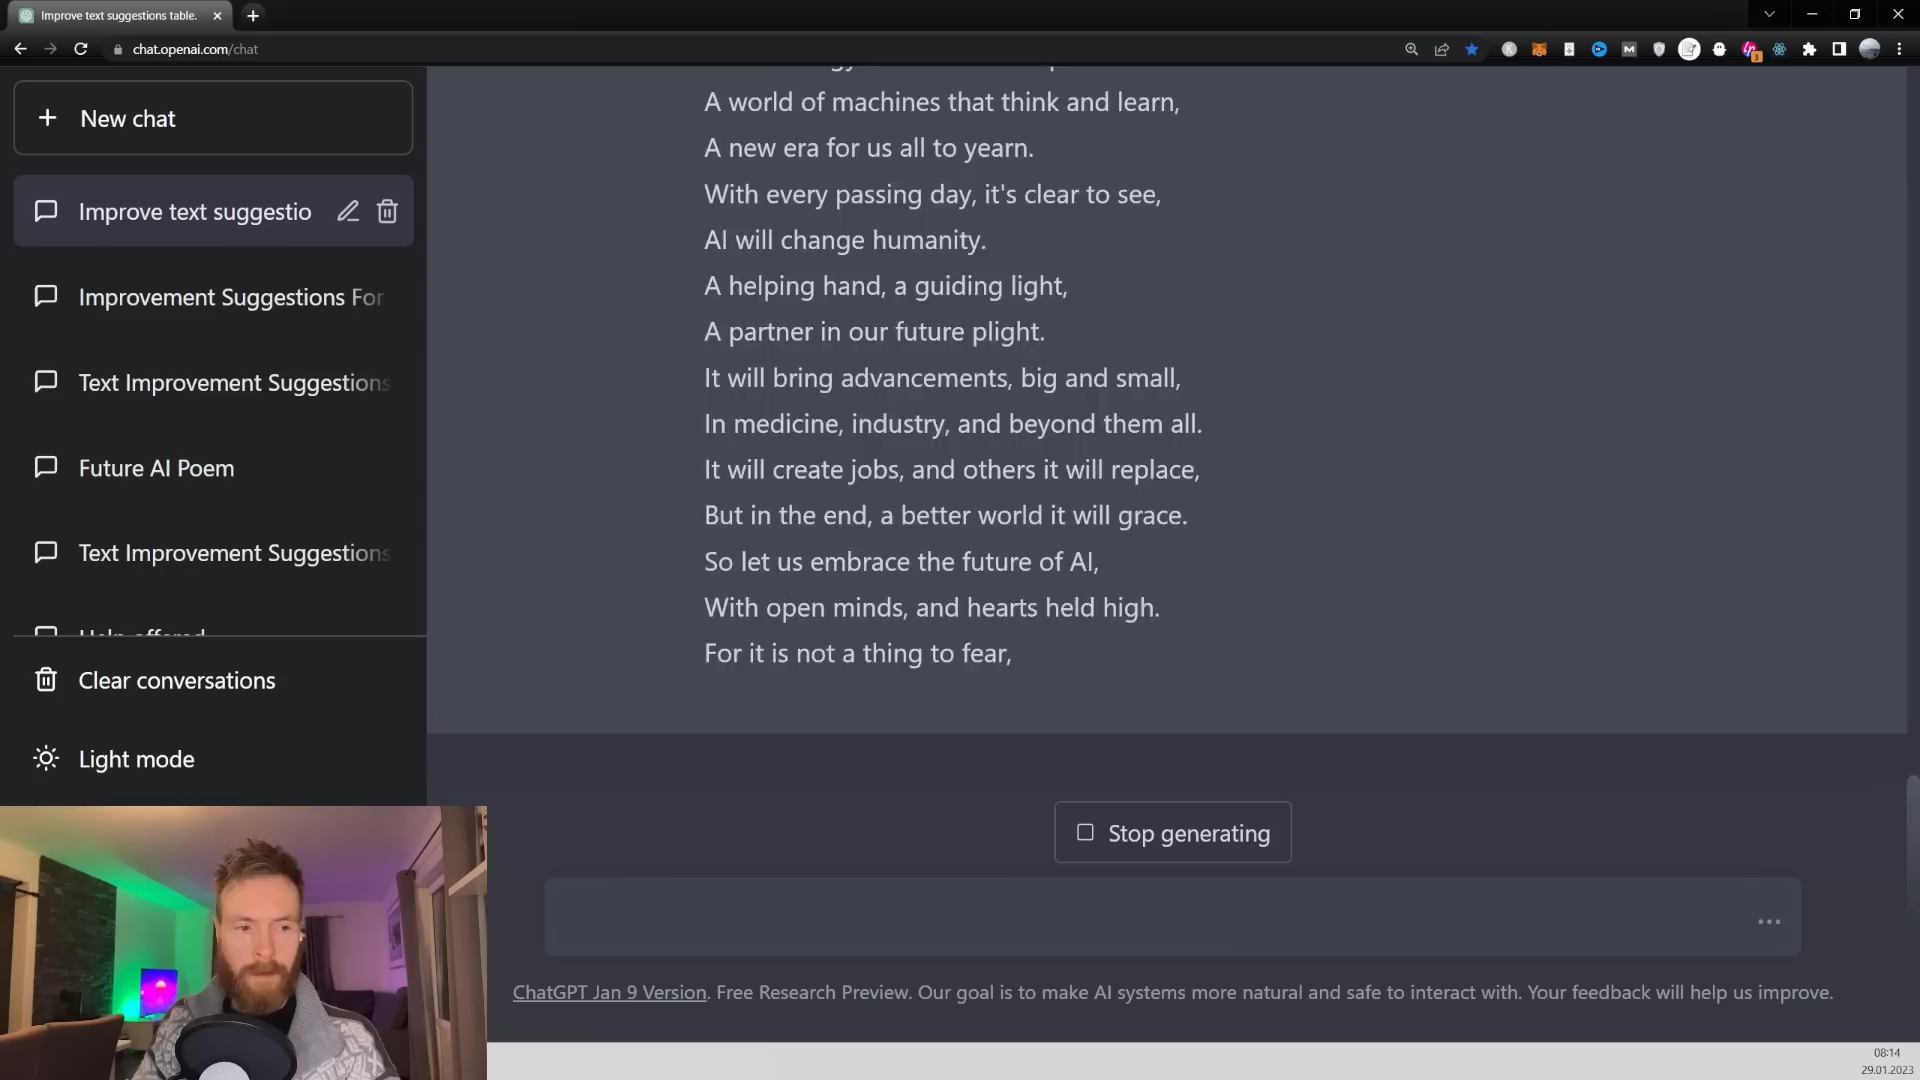 Improve text suggestions table.
chat.openai.com/chat
3
New chat
Improve text suggestio
Improvement Suggestions For
Text Improvement Suggestions
Future AI Poem
Text Improvement Suggestions
Help offered
Clear conversations
Light mode
A world of machines that think and learn,
A new era for us all to yearn.
With every passing day, it's clear to see,
AI will change humanity.
A helping hand, a guiding light,
A partner in our future plight.
It will bring advancements, big and small,
In medicine, industry, and beyond them all.
It will create jobs, and others it will replace,
But in the end, a better world it will grace.
So let us embrace the future of AI,
With open minds, and hearts held high.
For it is not a thing to fear,
Stop generating
ChatGPT Jan 9 Version. Free Research Preview. Our goal is to make AI systems more natural and safe to interact with. Your feedback will help us improve.
08:14
29.01.2023